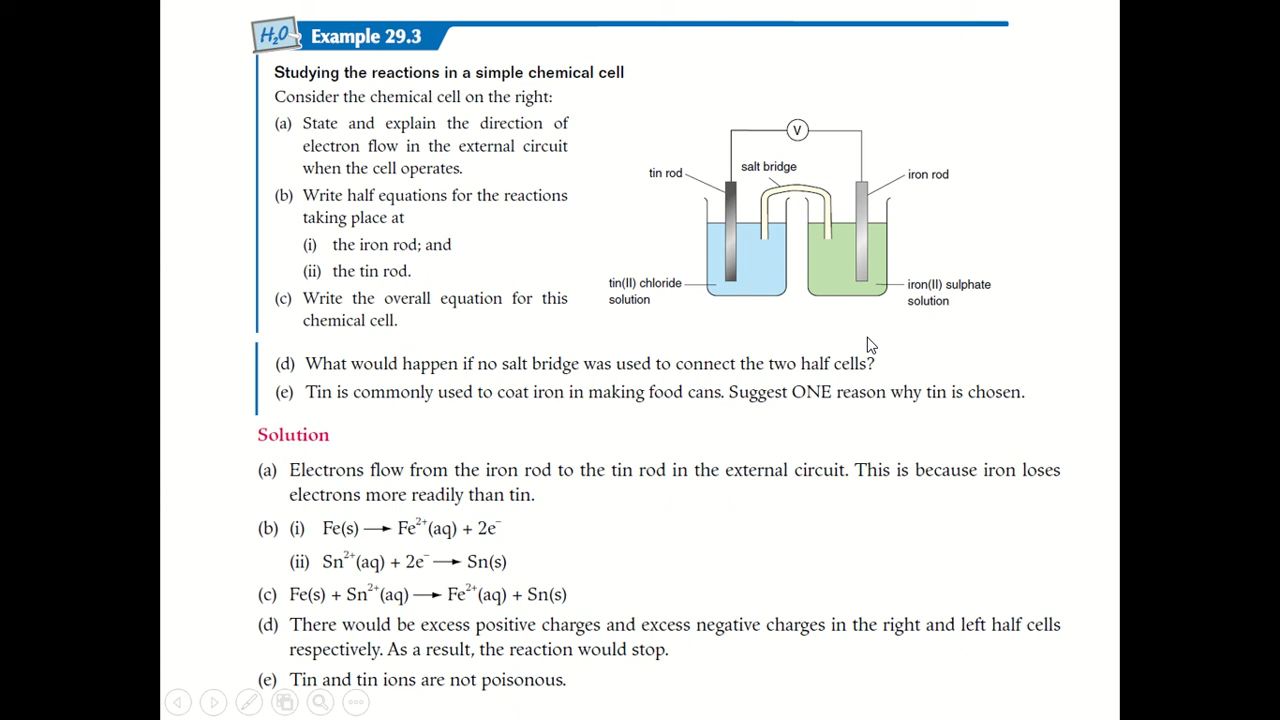 H₂O Example 29.3
Studying the reactions in a simple chemical cell
Consider the chemical cell on the right:
(a) State and explain the direction of
electron flow in the external circuit
when the cell operates.
(b) Write half equations for the reactions
taking place at
(i) the iron rod; and
(ii) the tin rod.
(c) Write the overall equation for this
chemical cell.
V
tin rod
salt bridge
iron rod
tin(II) chloride
solution
iron(II) sulphate
solution
(d) What would happen if no salt bridge was used to connect the two half cells?
(e) Tin is commonly used to coat iron in making food cans. Suggest ONE reason why tin is chosen.
Solution
(a) Electrons flow from the iron rod to the tin rod in the external circuit. This is because iron loses
electrons more readily than tin.
(b) (i) Fe(s) ⟶ Fe²⁺(aq) + 2e⁻
(ii) Sn²⁺(aq) + 2e⁻ ⟶ Sn(s)
(c) Fe(s) + Sn²⁺(aq) ⟶ Fe²⁺(aq) + Sn(s)
(d) There would be excess positive charges and excess negative charges in the right and left half cells
respectively. As a result, the reaction would stop.
(e) Tin and tin ions are not poisonous.